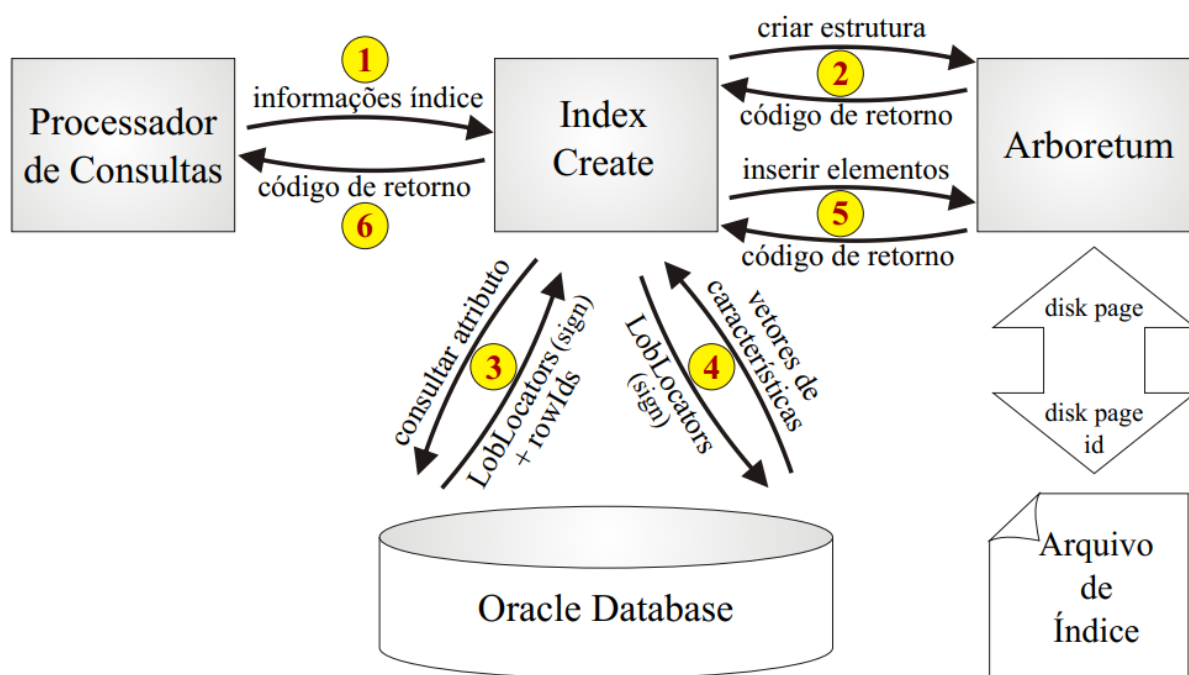 Processador
de Consultas
1
informações índice
código de retorno
6
Index
Create
criar estrutura
2
código de retorno
inserir elementos
5
código de retorno
Arboretum
consultar atributo
3
LobLocators (sign)
+ rowIds
LobLocators
(sign)
4
vetores de
características
disk page
disk page
id
Oracle Database
Arquivo
de
Índice